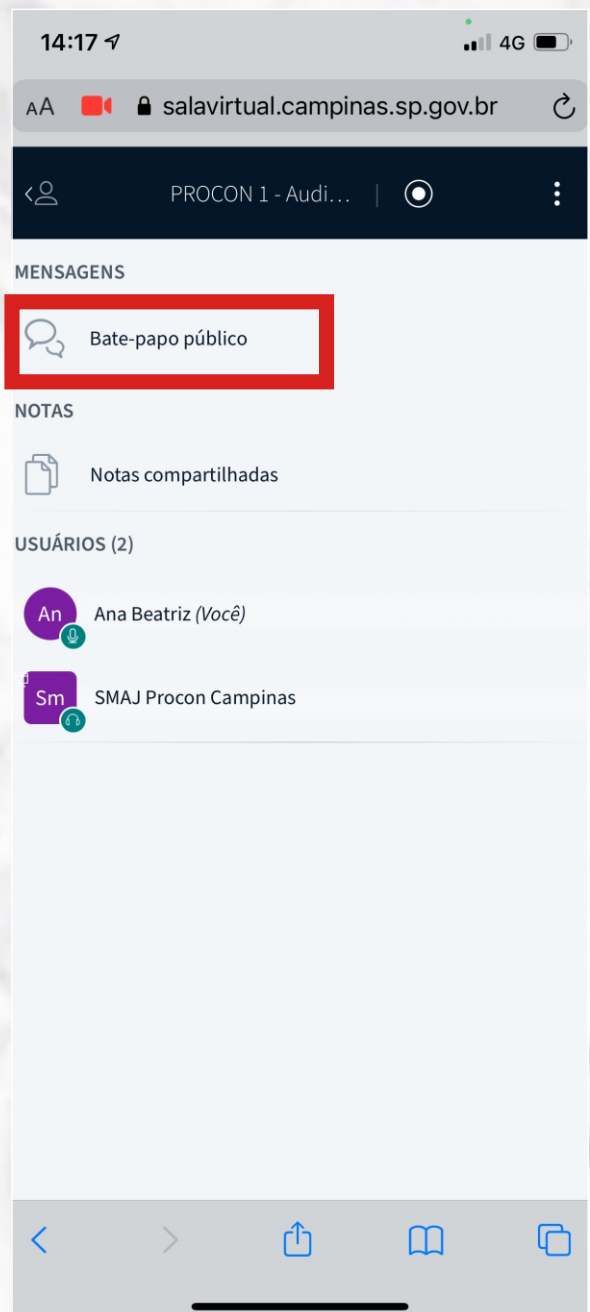 14:17 4G
AA salavirtual.campinas.sp.gov.br
PROCON 1 - Audi... |
MENSAGENS
Bate-papo público
NOTAS
Notas compartilhadas
USUÁRIOS (2)
An Ana Beatriz (Você)
Sm SMAJ Procon Campinas